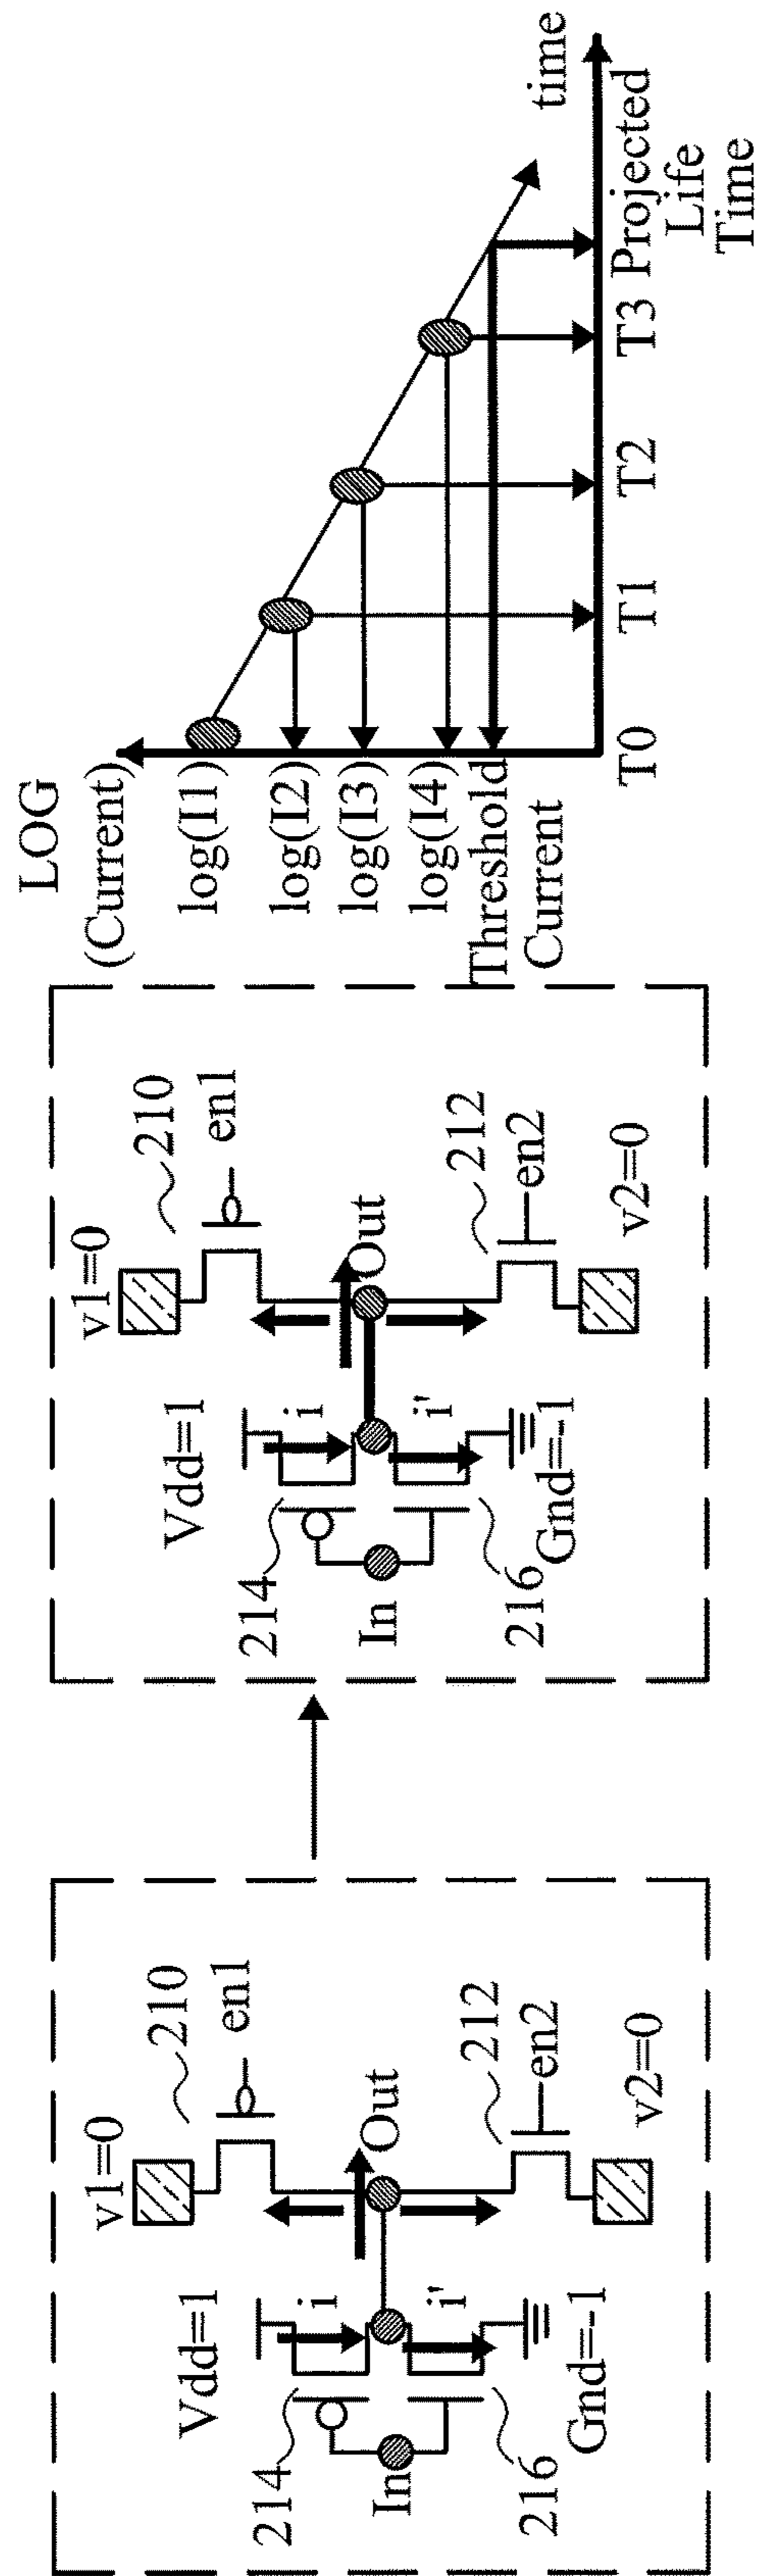 v1=0
210
en1
Vdd=1
i
214
In
Out
i'
216
Gnd=-1
212
en2
v2=0
v1=0
210
en1
Vdd=1
i
214
In
Out
i'
216
Gnd=-1
212
en2
v2=0
LOG
(Current)
log(I1)
log(I2)
log(I3)
log(I4)
Threshold
Current
T0
T1
T2
T3
Projected
Life
Time
time